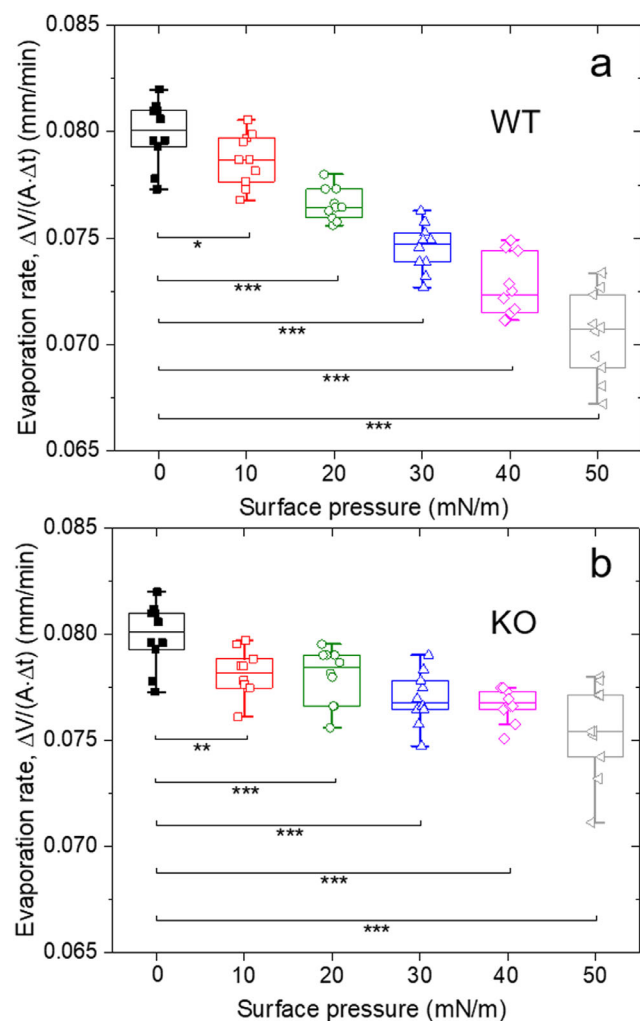 a
WT
0.085
0.080
0.075
0.070
0.065
Evaporation rate, ΔV/(A·Δt) (mm/min)
*
***
***
***
***
0 10 20 30 40 50
Surface pressure (mN/m)
b
KO
0.085
0.080
0.075
0.070
0.065
Evaporation rate, ΔV/(A·Δt) (mm/min)
**
***
***
***
***
0 10 20 30 40 50
Surface pressure (mN/m)